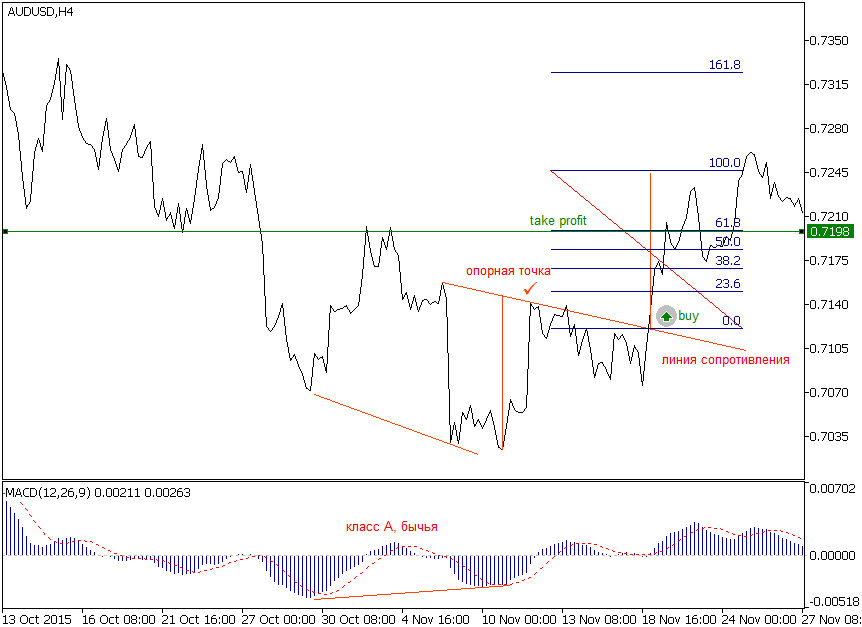 AUDUSD,H4
0.7350
161.8
0.7315
0.7280
100.0
0.7245
take profit
61.8
0.7210
0.7198
50.0
38.2
0.7175
опорная точка
23.6
0.7140
buy
0.0
0.7105
линия сопротивления
0.7070
0.7035
MACD(12,26,9) 0.00211 0.00263
0.00702
класс А, бычья
0.00000
-0.00518
13 Oct 2015 16 Oct 08:00 21 Oct 16:00 27 Oct 00:00 30 Oct 08:00 4 Nov 16:00 10 Nov 00:00 13 Nov 08:00 18 Nov 16:00 24 Nov 00:00 27 Nov 08: